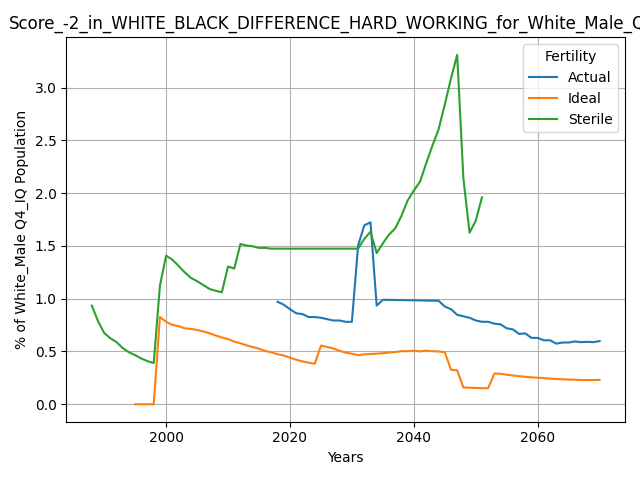 Score_-2_in_WHITE_BLACK_DIFFERENCE_HARD_WORKING_for_White_Male_Q
Fertility
Actual
Ideal
Sterile
% of White_Male Q4_IQ Population
3.0
2.5
2.0
1.5
1.0
0.5
0.0
2000
2020
2040
2060
Years